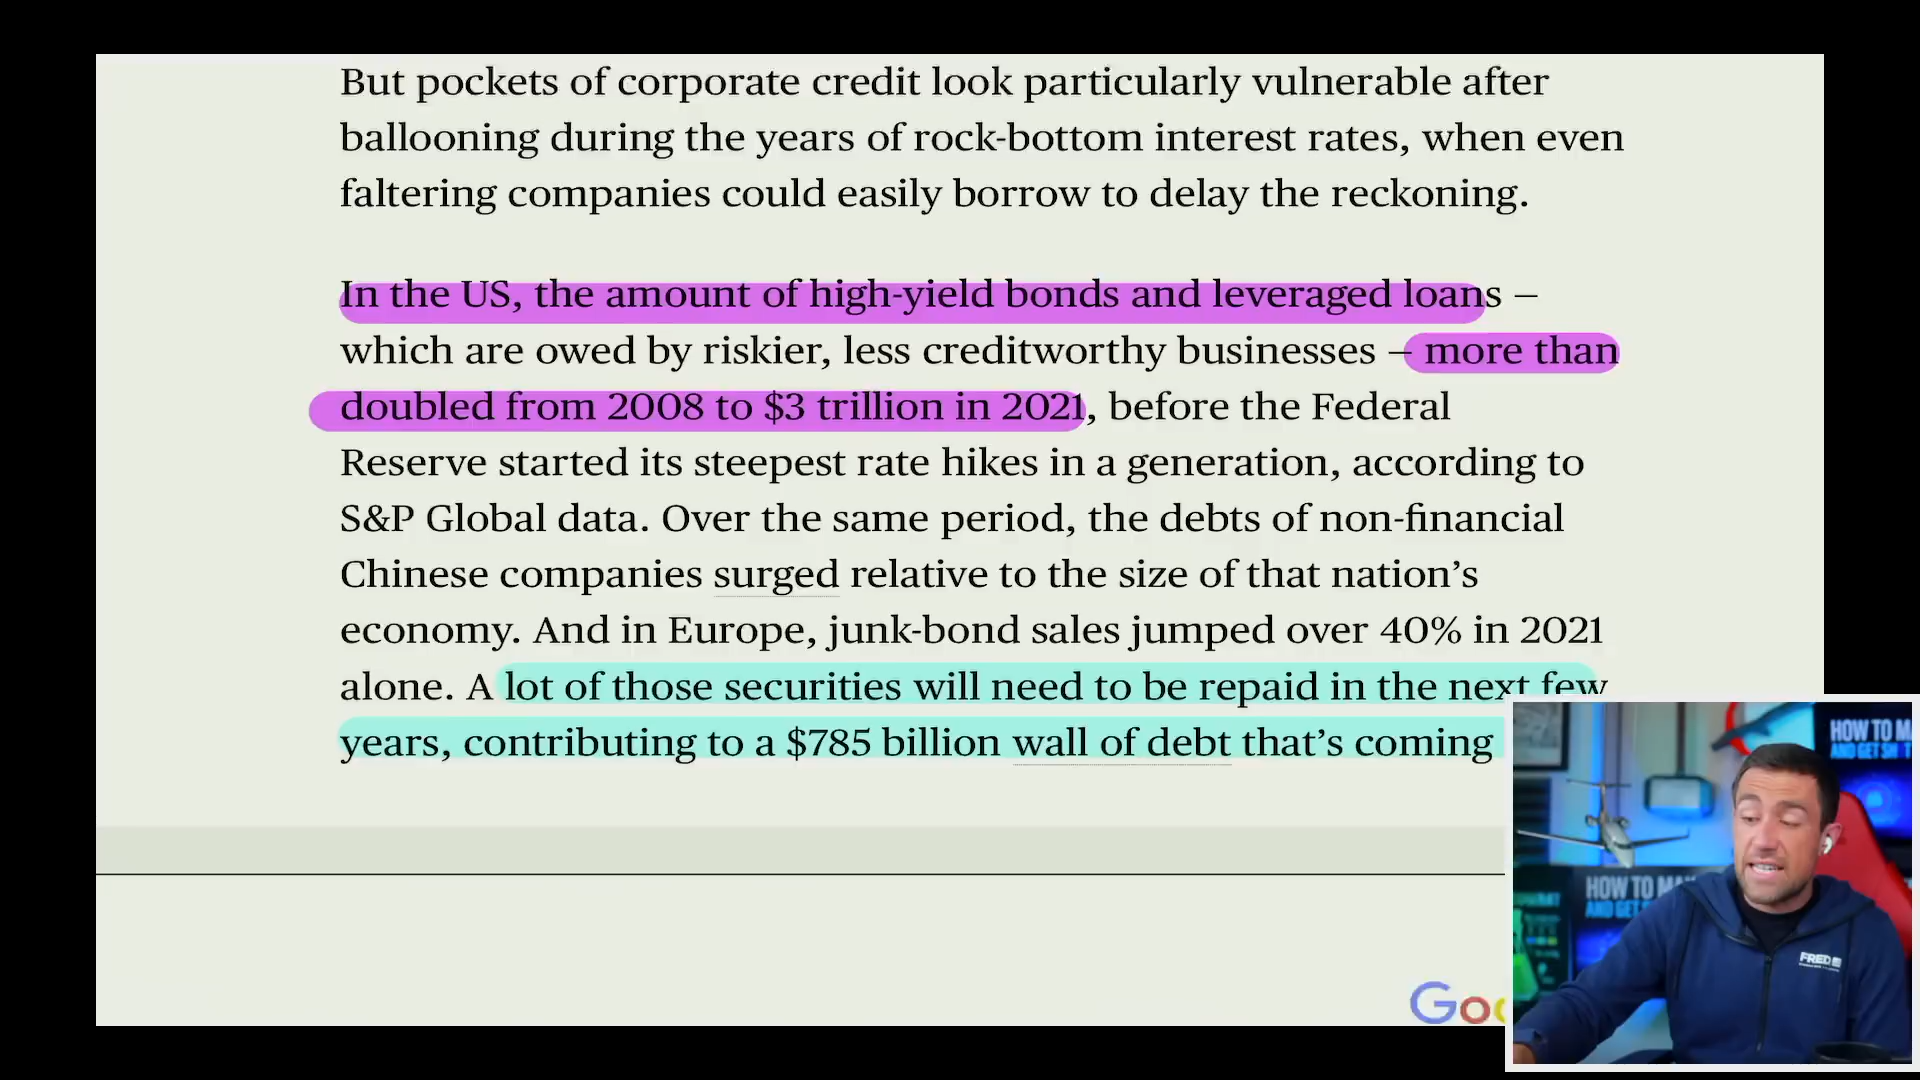 But pockets of corporate credit look particularly vulnerable after
ballooning during the years of rock-bottom interest rates, when even
faltering companies could easily borrow to delay the reckoning.
In the US, the amount of high-yield bonds and leveraged loans –
which are owed by riskier, less creditworthy businesses – more than
doubled from 2008 to $3 trillion in 2021, before the Federal
Reserve started its steepest rate hikes in a generation, according to
S&P Global data. Over the same period, the debts of non-financial
Chinese companies surged relative to the size of that nation’s
economy. And in Europe, junk-bond sales jumped over 40% in 2021
alone. A lot of those securities will need to be repaid in the next few
years, contributing to a $785 billion wall of debt that’s coming
HOW TO M
AND GET SH T
HOW TO MA
AND GET
FRED
Goo